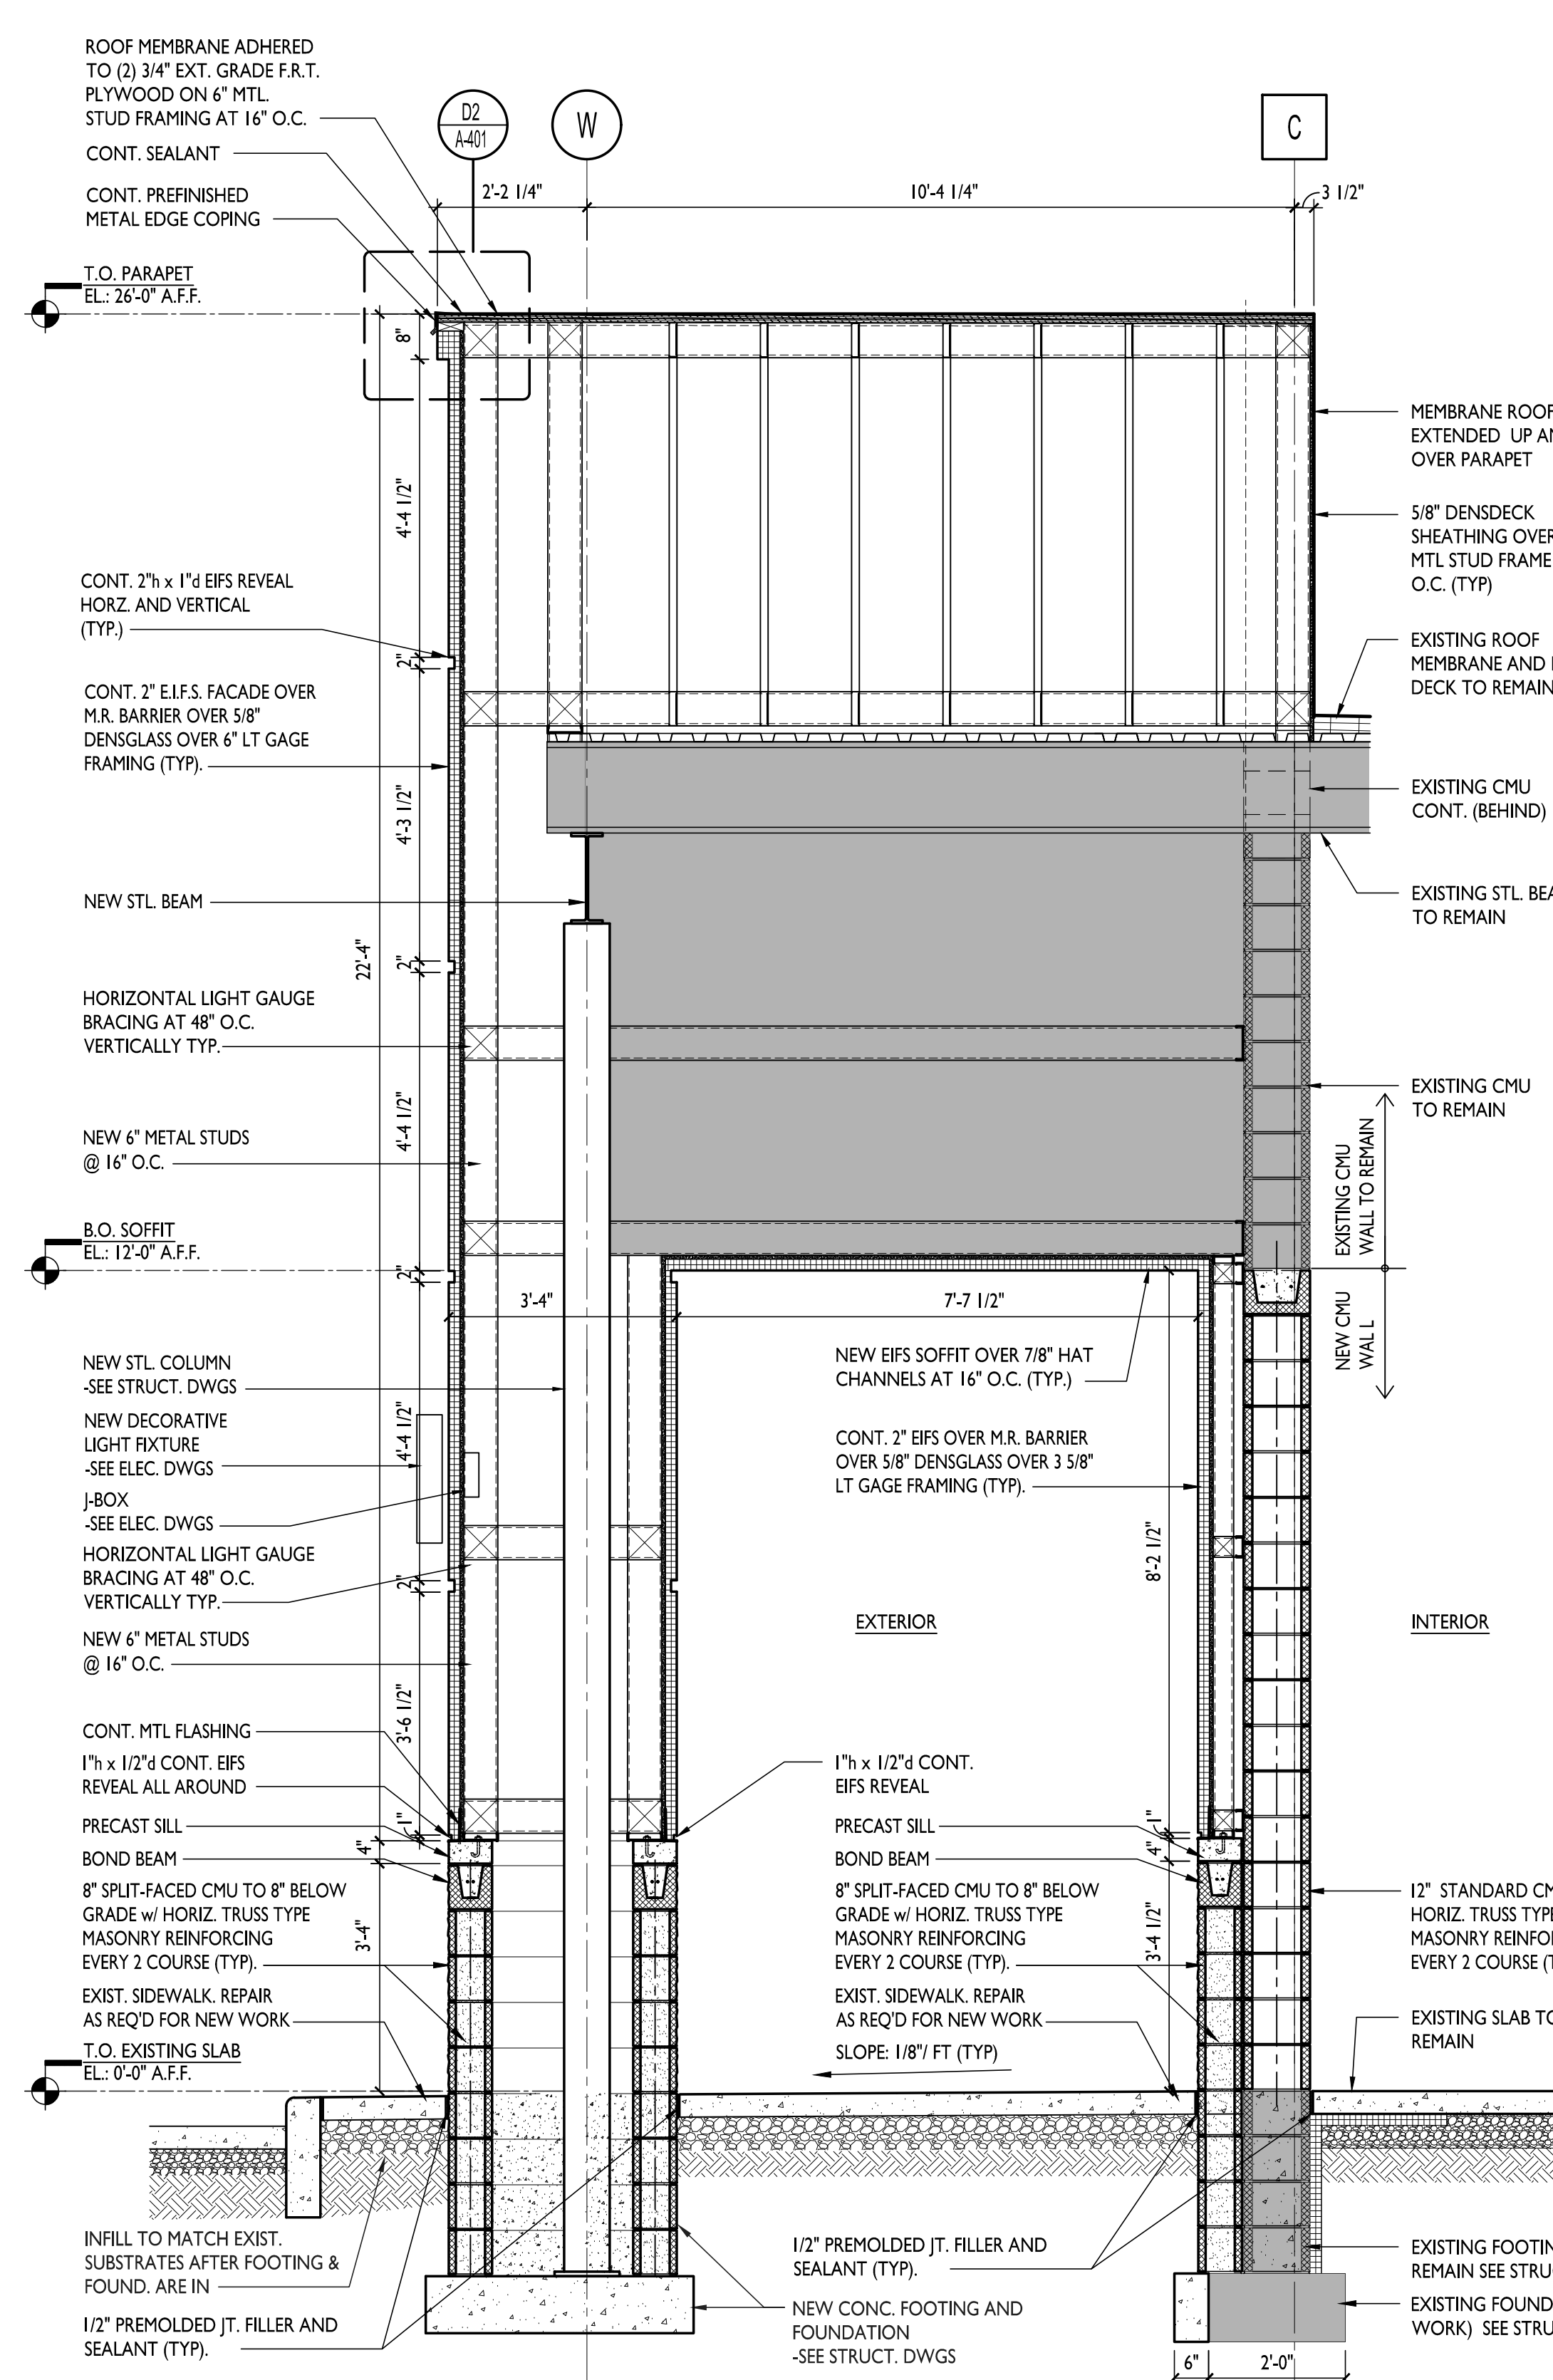 ROOF MEMBRANE ADHERED
TO (2) 3/4" EXT. GRADE F.R.T.
PLYWOOD ON 6" MTL.
STUD FRAMING AT 16" O.C.
CONT. SEALANT
CONT. PREFINISHED
METAL EDGE COPING
D2
A-401
W
C
2'-2 1/4"
10'-4 1/4"
3 1/2"
T.O. PARAPET
EL.: 26'-0" A.F.F.
8"
4'-4 1/2"
2"
4'-3 1/2"
22'-4"
2"
4'-4 1/2"
2"
4'-4 1/2"
2"
3'-6 1/2"
1"
4"
3'-4"
CONT. 2"h x 1"d EIFS REVEAL
HORZ. AND VERTICAL
(TYP.)
CONT. 2" E.I.F.S. FACADE OVER
M.R. BARRIER OVER 5/8"
DENSGLASS OVER 6" LT GAGE
FRAMING (TYP).
NEW STL. BEAM
HORIZONTAL LIGHT GAUGE
BRACING AT 48" O.C.
VERTICALLY TYP.
NEW 6" METAL STUDS
@ 16" O.C.
B.O. SOFFIT
EL.: 12'-0" A.F.F.
NEW STL. COLUMN
-SEE STRUCT. DWGS
NEW DECORATIVE
LIGHT FIXTURE
-SEE ELEC. DWGS
J-BOX
-SEE ELEC. DWGS
HORIZONTAL LIGHT GAUGE
BRACING AT 48" O.C.
VERTICALLY TYP.
NEW 6" METAL STUDS
@ 16" O.C.
CONT. MTL FLASHING
1"h x 1/2"d CONT. EIFS
REVEAL ALL AROUND
PRECAST SILL
BOND BEAM
8" SPLIT-FACED CMU TO 8" BELOW
GRADE w/ HORIZ. TRUSS TYPE
MASONRY REINFORCING
EVERY 2 COURSE (TYP).
EXIST. SIDEWALK. REPAIR
AS REQ'D FOR NEW WORK
T.O. EXISTING SLAB
EL.: 0'-0" A.F.F.
INFILL TO MATCH EXIST.
SUBSTRATES AFTER FOOTING &
FOUND. ARE IN
1/2" PREMOLDED JT. FILLER AND
SEALANT (TYP).
3'-4"
7'-7 1/2"
NEW EIFS SOFFIT OVER 7/8" HAT
CHANNELS AT 16" O.C. (TYP.)
CONT. 2" EIFS OVER M.R. BARRIER
OVER 5/8" DENSGLASS OVER 3 5/8"
LT GAGE FRAMING (TYP).
8'-2 1/2"
EXTERIOR
1"h x 1/2"d CONT.
EIFS REVEAL
PRECAST SILL
BOND BEAM
1"
4"
3'-4 1/2"
8" SPLIT-FACED CMU TO 8" BELOW
GRADE w/ HORIZ. TRUSS TYPE
MASONRY REINFORCING
EVERY 2 COURSE (TYP).
EXIST. SIDEWALK. REPAIR
AS REQ'D FOR NEW WORK
SLOPE: 1/8"/ FT (TYP)
1/2" PREMOLDED JT. FILLER AND
SEALANT (TYP).
NEW CONC. FOOTING AND
FOUNDATION
-SEE STRUCT. DWGS
6"
2'-0"
MEMBRANE ROOF
EXTENDED UP
OVER PARAPET
5/8" DENSDECK
SHEATHING OVER
MTL STUD FRAME
O.C. (TYP)
EXISTING ROOF
MEMBRANE AND
DECK TO REMAIN
EXISTING CMU
CONT. (BEHIND)
EXISTING STL.
TO REMAIN
EXISTING CMU
TO REMAIN
EXISTING CMU
WALL TO REMAIN
NEW CMU
WALL
INTERIOR
12" STANDARD
HORIZ. TRUSS TYPE
MASONRY
EVERY 2 COURSE
EXISTING SLAB TO
REMAIN
EXISTING
REMAIN SEE
EXISTING
WORK) SEE